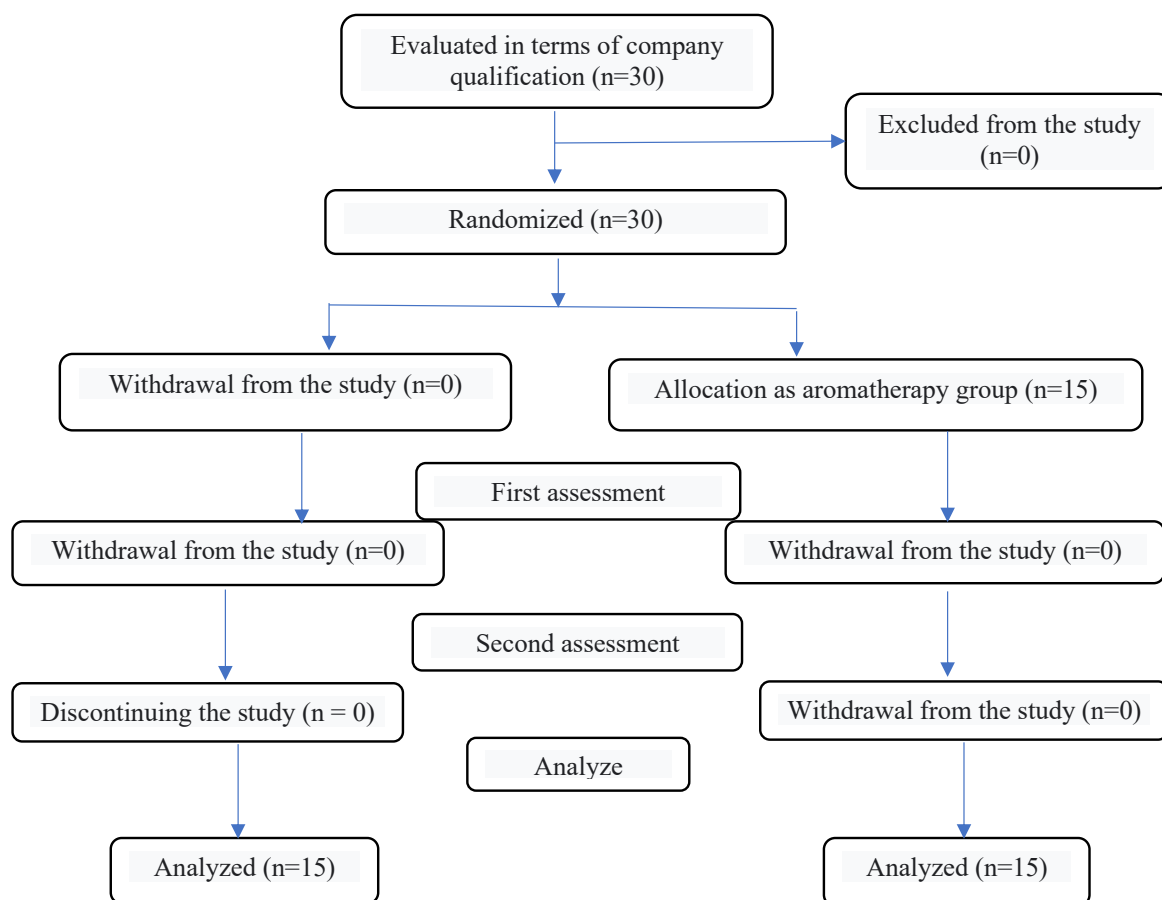 Evaluated in terms of company
qualification (n=30)
Excluded from the study
(n=0)
Randomized (n=30)
Withdrawal from the study (n=0)
Allocation as aromatherapy group (n=15)
First assessment
Withdrawal from the study (n=0)
Withdrawal from the study (n=0)
Second assessment
Discontinuing the study (n = 0)
Withdrawal from the study (n=0)
Analyze
Analyzed (n=15)
Analyzed (n=15)